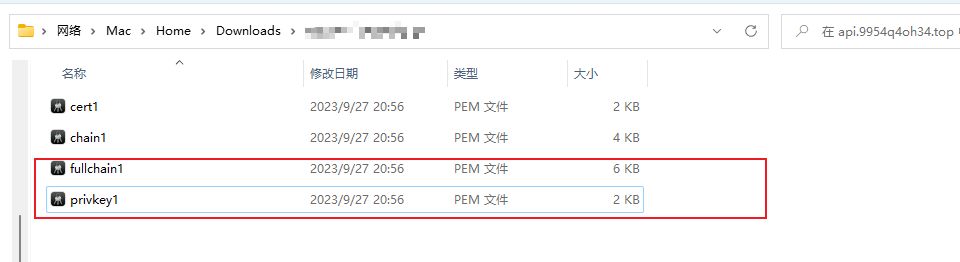 网络 > Mac > Home > Downloads >
在 api.9954q4oh34.top
名称 修改日期 类型 大小
cert1 2023/9/27 20:56 PEM 文件 2 KB
chain1 2023/9/27 20:56 PEM 文件 4 KB
fullchain1 2023/9/27 20:56 PEM 文件 6 KB
privkey1 2023/9/27 20:56 PEM 文件 2 KB